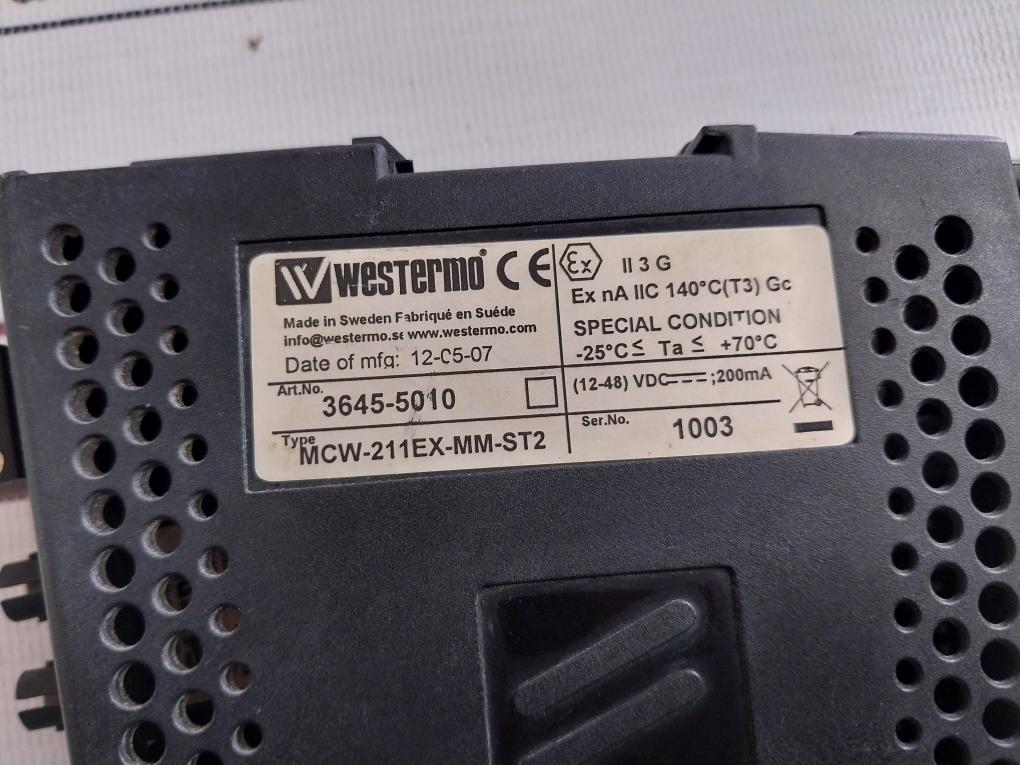 WESTERMO® CE
Made in Sweden Fabriqué en Suéde
info@westermo.se www.westermo.com
Date of mfg: 12-05-07
Art.No.
3645-5010
Type
MCW-211EX-MM-ST2
Ex II 3 G
Ex nA IIC 140°C(T3) Gc
SPECIAL CONDITION
-25°C≤ Ta ≤ +70°C
(12-48) VDC⎓;200mA
Ser.No.
1003